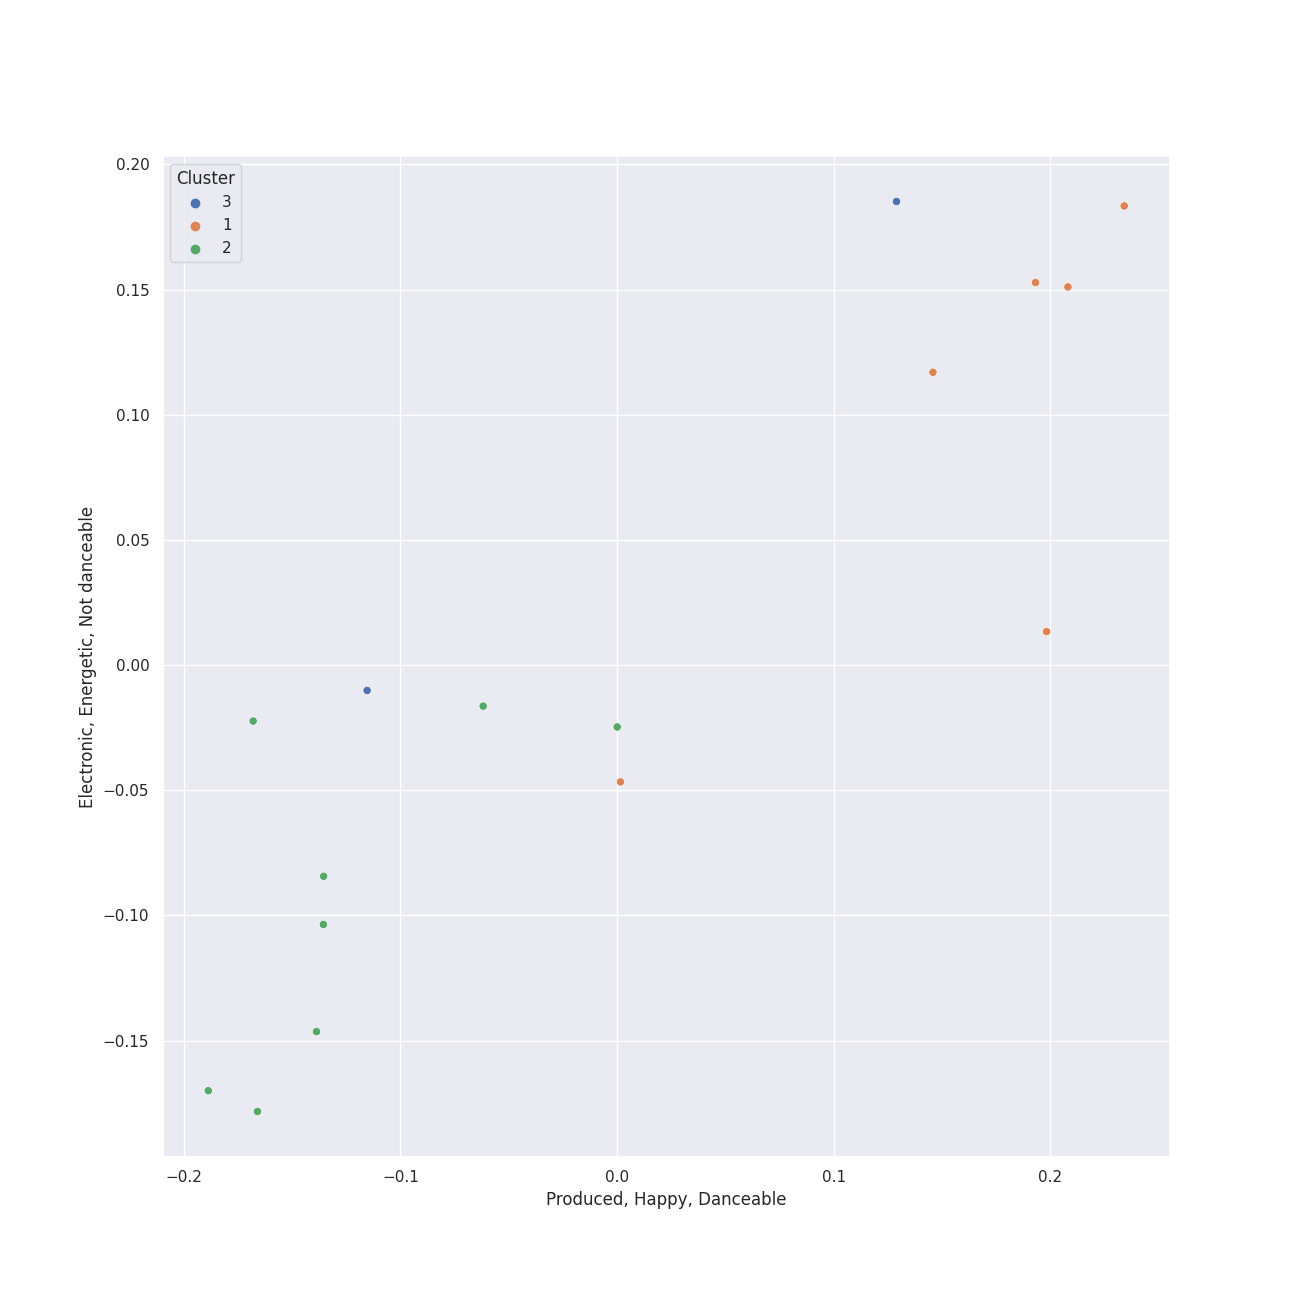 Cluster
3
1
2
0.20
0.15
0.10
0.05
0.00
−0.05
−0.10
−0.15
Electronic, Energetic, Not danceable
−0.2 −0.1 0.0 0.1 0.2
Produced, Happy, Danceable